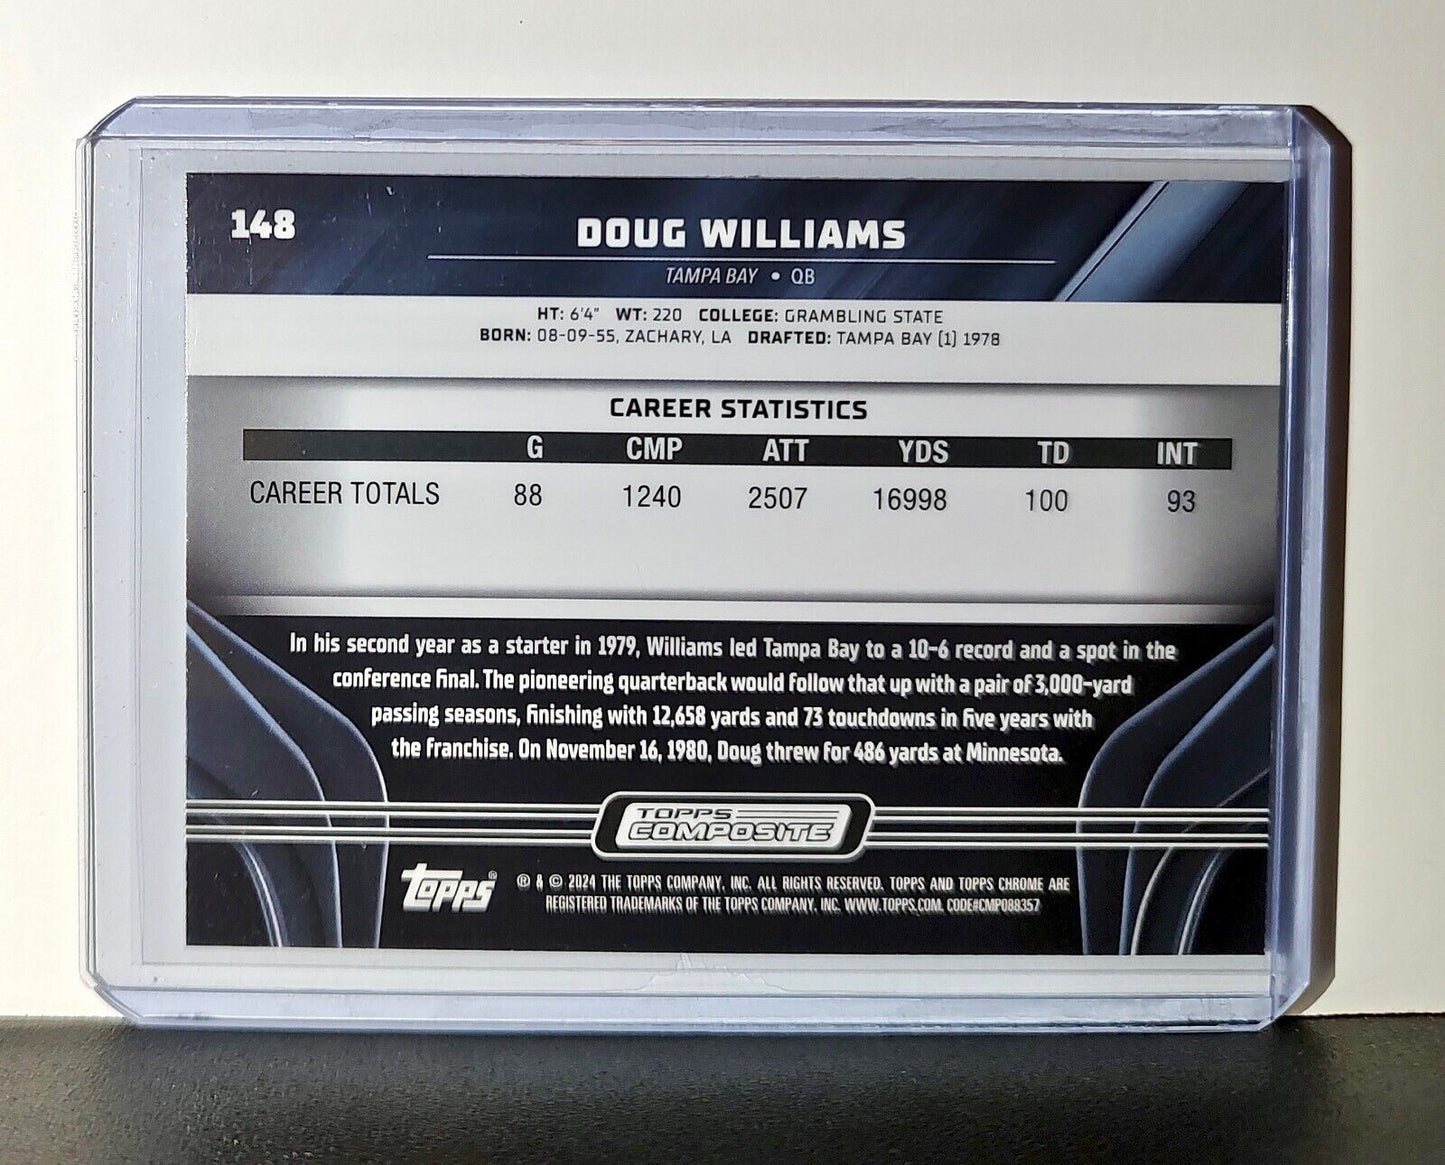 148
DOUG WILLIAMS
TAMPA BAY • QB
HT: 6'4" WT: 220 COLLEGE: GRAMBLING STATE
BORN: 08-09-55, ZACHARY, LA DRAFTED: TAMPA BAY (1) 1978
CAREER STATISTICS
G CMP ATT YDS TD INT
CAREER TOTALS 88 1240 2507 16998 100 93
In his second year as a starter in 1979, Williams led Tampa Bay to a 10-6 record and a spot in the
conference final. The pioneering quarterback would follow that up with a pair of 3,000-yard
passing seasons, finishing with 12,658 yards and 73 touchdowns in five years with
the franchise. On November 16, 1980, Doug threw for 486 yards at Minnesota.
TOPPS
COMPOSITE
topps® ® & © 2024 THE TOPPS COMPANY, INC. ALL RIGHTS RESERVED. TOPPS AND TOPPS CHROME ARE
REGISTERED TRADEMARKS OF THE TOPPS COMPANY, INC. WWW.TOPPS.COM. CODE#CMP088357